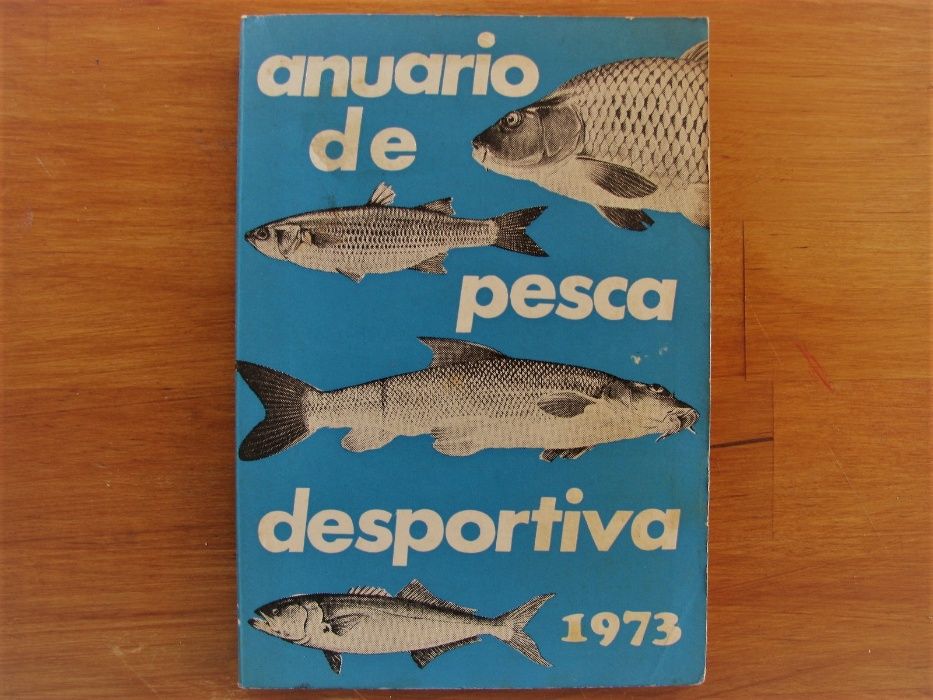 anuario
de
pesca
desportiva
1973